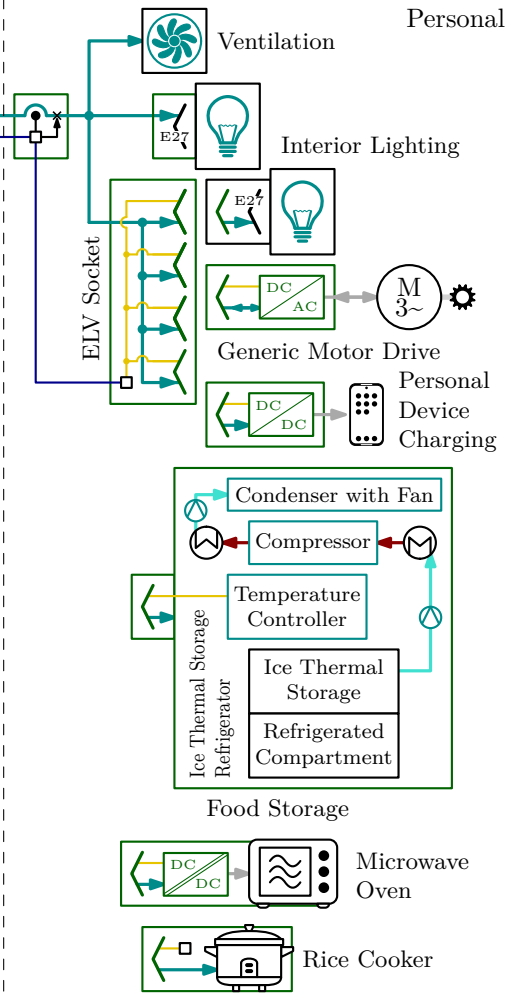 Personal
Ventilation
E27
Interior Lighting
E27
ELV Socket
DC
AC
M
3~
Generic Motor Drive
DC
DC
Personal
Device
Charging
Condenser with Fan
Compressor
Temperature
Controller
Ice Thermal Storage
Refrigerator
Ice Thermal
Storage
Refrigerated
Compartment
Food Storage
DC
DC
Microwave
Oven
Rice Cooker